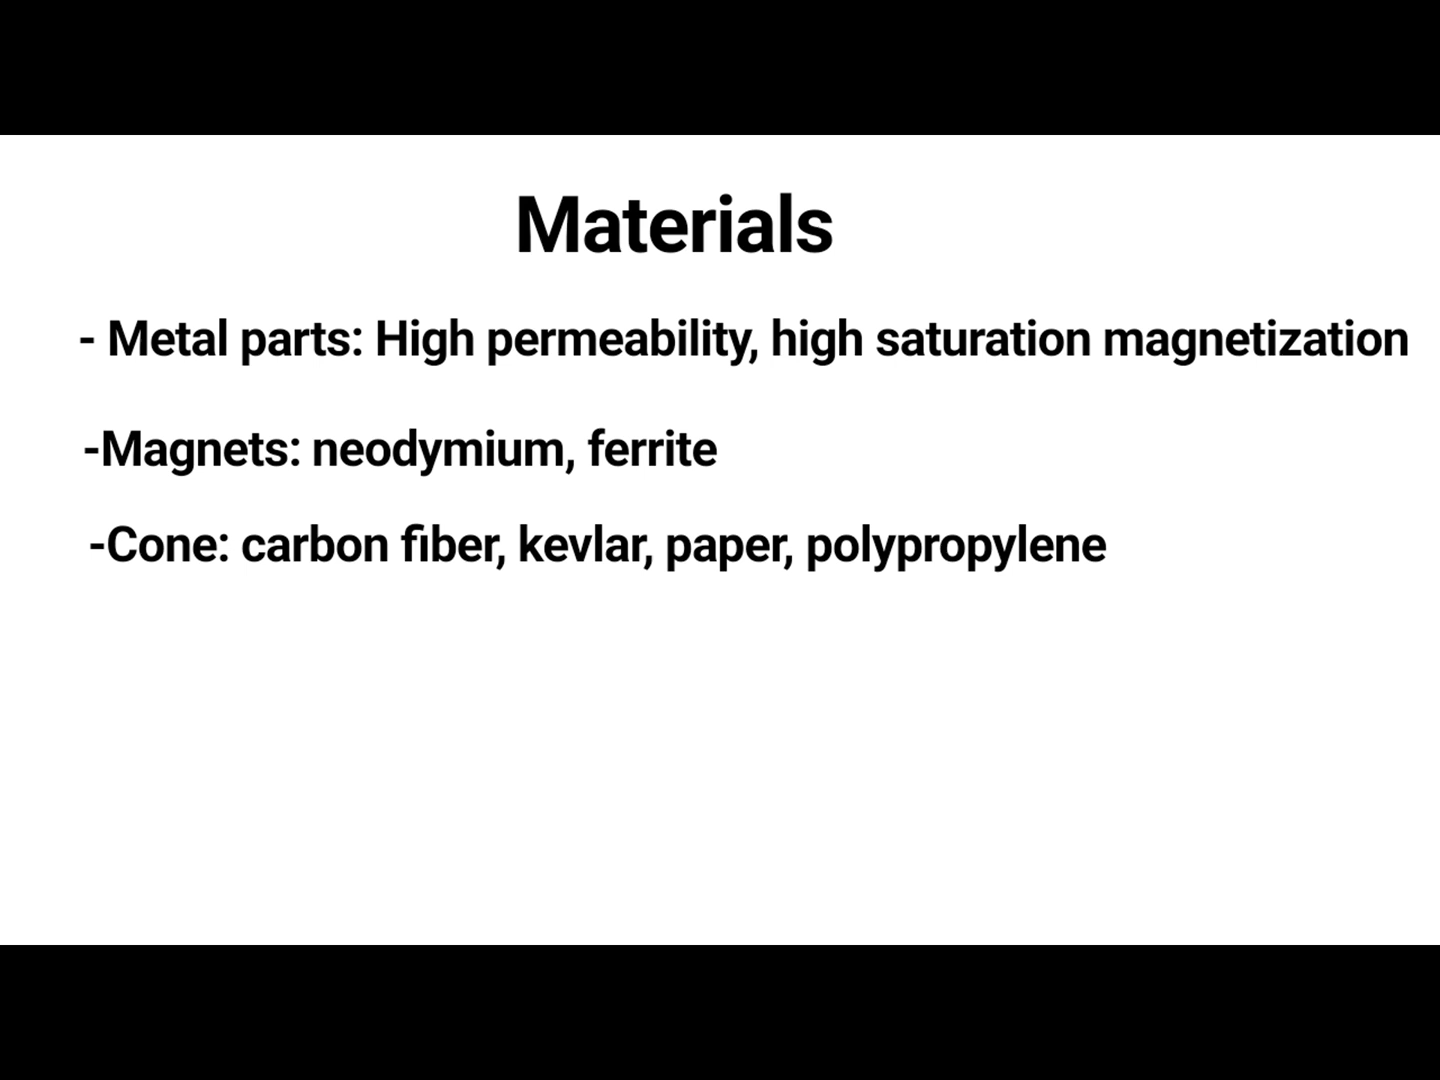 Materials
- Metal parts: High permeability, high saturation magnetization
-Magnets: neodymium, ferrite
-Cone: carbon fiber, kevlar, paper, polypropylene